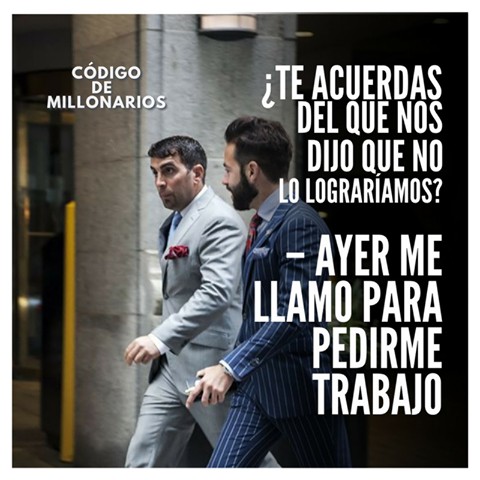 CÓDIGO
DE
MILLONARIOS
¿TE ACUERDAS
DEL QUE NOS
DIJO QUE NO
LO LOGRARÍAMOS?
– AYER ME
LLAMO PARA
PEDIRME
TRABAJO